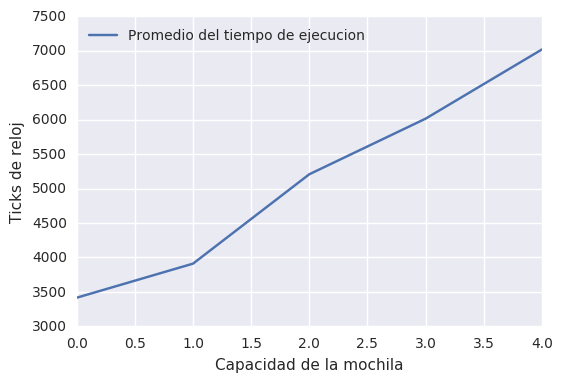 Promedio del tiempo de ejecucion
7500
7000
6500
6000
5500
5000
4500
4000
3500
3000
Ticks de reloj
0.0 0.5 1.0 1.5 2.0 2.5 3.0 3.5 4.0
Capacidad de la mochila